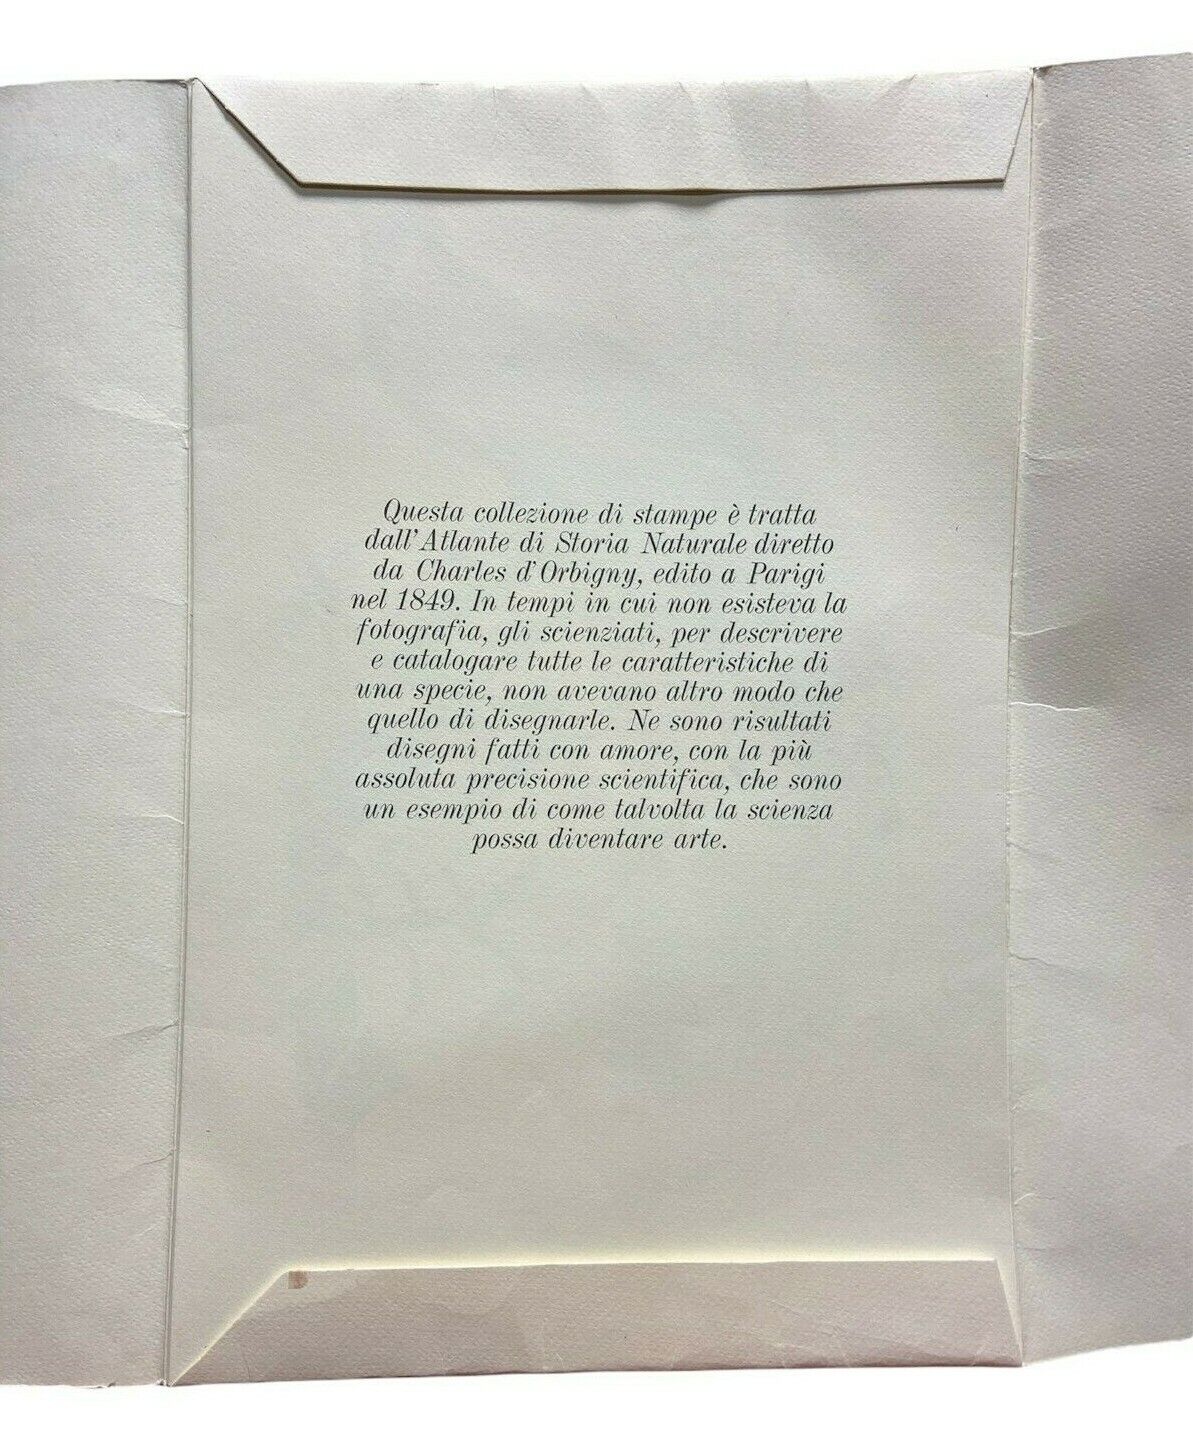 Questa collezione di stampe è tratta
dall'Atlante di Storia Naturale diretto
da Charles d'Orbigny, edito a Parigi
nel 1849. In tempi in cui non esisteva la
fotografia, gli scienziati, per descrivere
e catalogare tutte le caratteristiche di
una specie, non avevano altro modo che
quello di disegnarle. Ne sono risultati
disegni fatti con amore, con la più
assoluta precisione scientifica, che sono
un esempio di come talvolta la scienza
possa diventare arte.